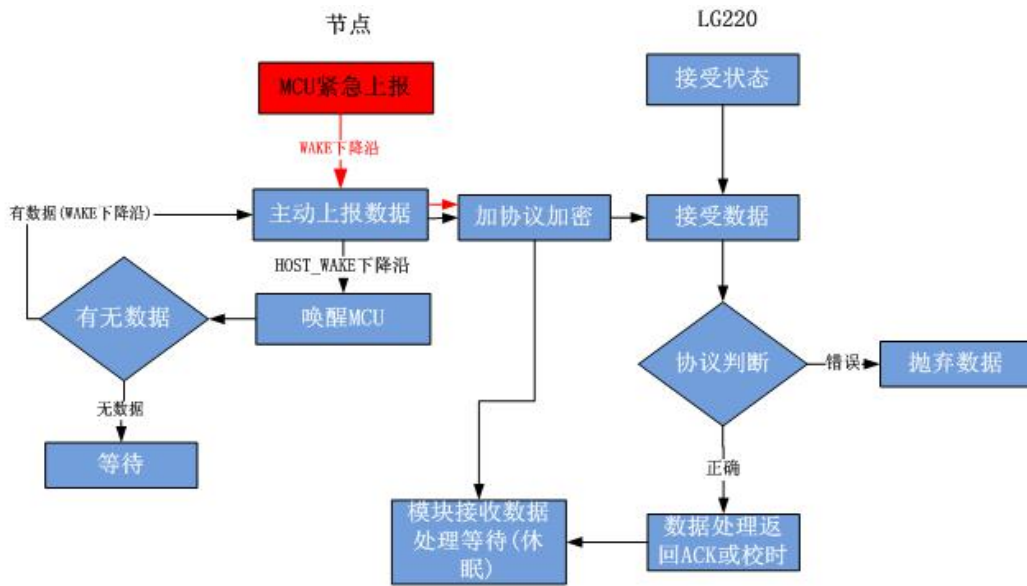 节点
LG220
MCU紧急上报
接受状态
WAKE下降沿
有数据(WAKE下降沿)
主动上报数据
加协议加密
接受数据
HOST_WAKE下降沿
有无数据
唤醒MCU
协议判断
错误
抛弃数据
无数据
等待
正确
模块接收数据
处理等待(休
眠)
数据处理返
回ACK或校时